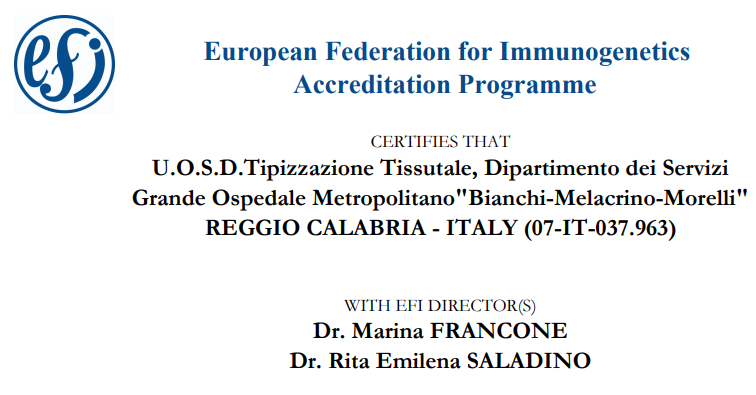 efi
European Federation for Immunogenetics
Accreditation Programme
CERTIFIES THAT
U.O.S.D.Tipizzazione Tissutale, Dipartimento dei Servizi
Grande Ospedale Metropolitano"Bianchi-Melacrino-Morelli"
REGGIO CALABRIA - ITALY (07-IT-037.963)
WITH EFI DIRECTOR(S)
Dr. Marina FRANCONE
Dr. Rita Emilena SALADINO